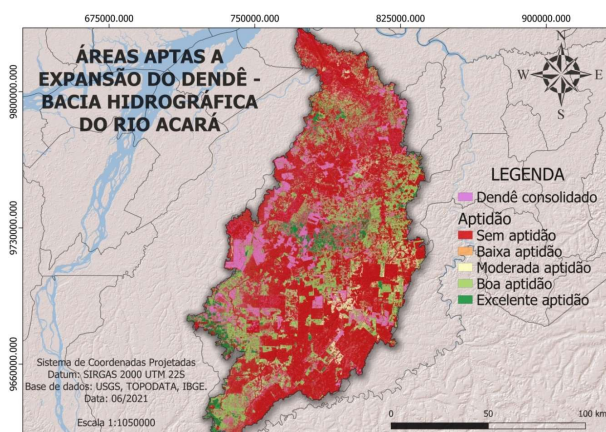 675000.000 750000.000 825000.000 900000.000
ÁREAS APTAS A
EXPANSÃO DO DENDÊ -
BACIA HIDROGRÁFICA
DO RIO ACARÁ
N
W E
S
9800000.000
9730000.000
9660000.000
LEGENDA
Dendê consolidado
Aptidão
Sem aptidão
Baixa aptidão
Moderada aptidão
Boa aptidão
Excelente aptidão
Sistema de Coordenadas Projetadas
Datum: SIRGAS 2000 UTM 22S
Base de dados: USGS, TOPODATA, IBGE.
Data: 06/2021
Escala 1:1050000
0 50 100 km